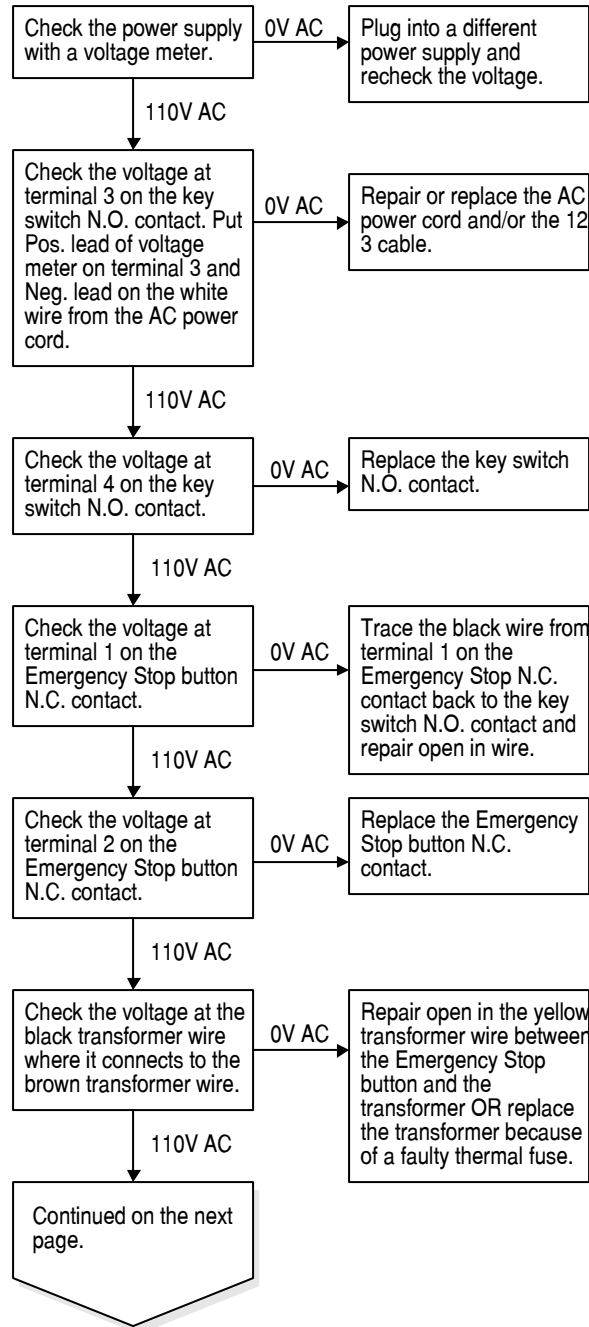 Check the power supply
with a voltage meter.
0V AC
Plug into a different
power supply and
recheck the voltage.
110V AC
Check the voltage at
terminal 3 on the key
switch N.O. contact. Put
Pos. lead of voltage
meter on terminal 3 and
Neg. lead on the white
wire from the AC power
cord.
0V AC
Repair or replace the AC
power cord and/or the 12
3 cable.
110V AC
Check the voltage at
terminal 4 on the key
switch N.O. contact.
0V AC
Replace the key switch
N.O. contact.
110V AC
Check the voltage at
terminal 1 on the
Emergency Stop button
N.C. contact.
0V AC
Trace the black wire from
terminal 1 on the
Emergency Stop N.C.
contact back to the key
switch N.O. contact and
repair open in wire.
110V AC
Check the voltage at
terminal 2 on the
Emergency Stop button
N.C. contact.
0V AC
Replace the Emergency
Stop button N.C.
contact.
110V AC
Check the voltage at the
black transformer wire
where it connects to the
brown transformer wire.
0V AC
Repair open in the yellow
transformer wire between
the Emergency Stop
button and the
transformer OR replace
the transformer because
of a faulty thermal fuse.
110V AC
Continued on the next
page.